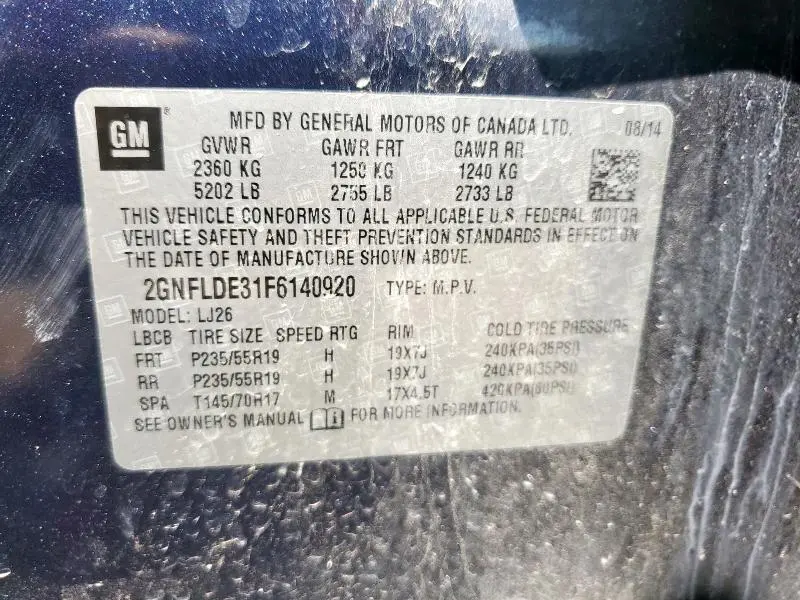 GM
MFD BY GENERAL MOTORS OF CANADA LTD. 08/14
GVWR GAWR FRT GAWR RR
2360 KG 1250 KG 1240 KG
5202 LB 2755 LB 2733 LB
THIS VEHICLE CONFORMS TO ALL APPLICABLE U.S. FEDERAL MOTOR
VEHICLE SAFETY AND THEFT PREVENTION STANDARDS IN EFFECT ON
THE DATE OF MANUFACTURE SHOWN ABOVE.
2GNFLDE31F6140920 TYPE: M.P.V.
MODEL: LJ26
LBCB TIRE SIZE SPEED RTG RIM COLD TIRE PRESSURE
FRT P235/55R19 H 19X7J 240KPA(35PSI)
RR P235/55R19 H 19X7J 240KPA(35PSI)
SPA T145/70R17 M 17X4.5T 420KPA(60PSI)
SEE OWNER'S MANUAL FOR MORE INFORMATION.